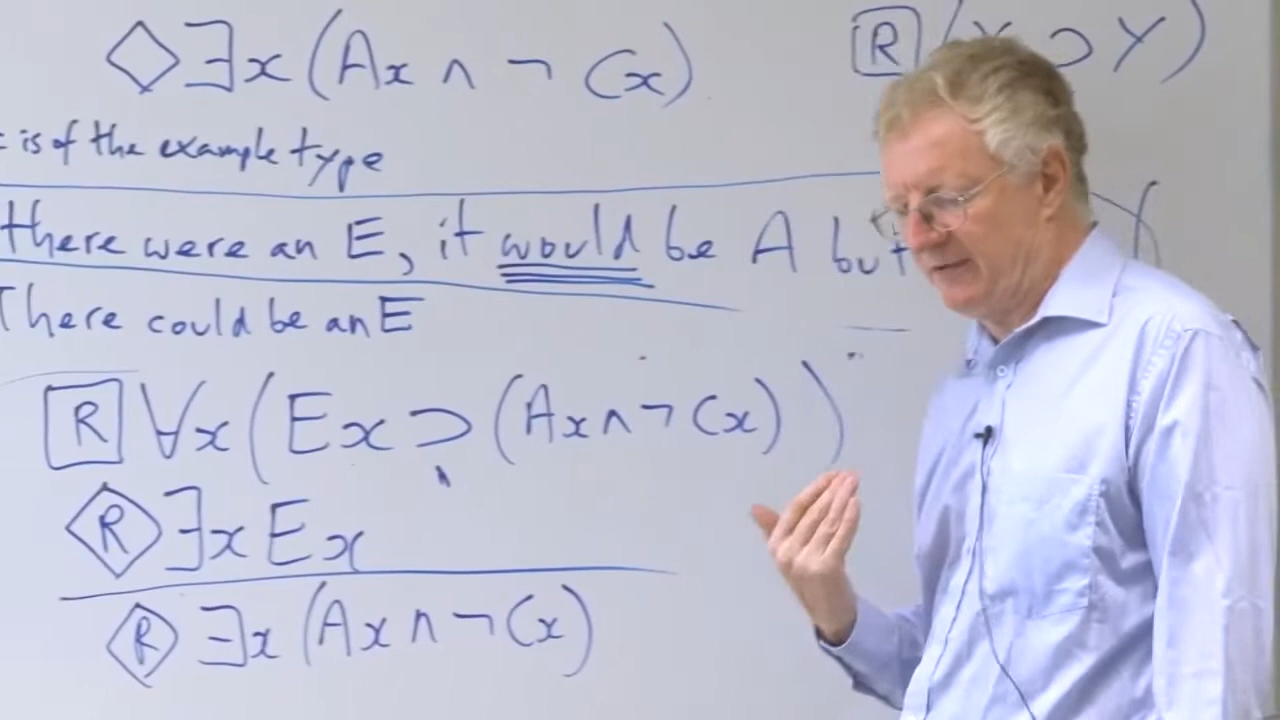 ◇∃x(Ax∧¬Cx) [R](X⊃Y)
is of the example type
there were an E, it would be A but
There could be an E
[R]∀x(Ex⊃(Ax∧¬Cx))
<R>∃xEx
<R>∃x(Ax∧¬Cx)